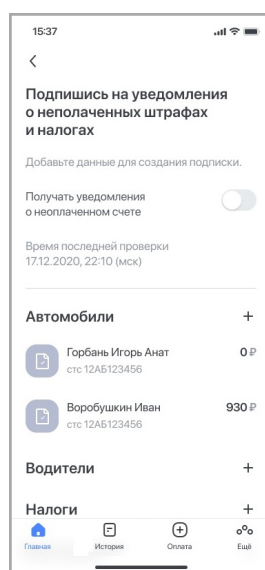 15:37
Подпишись на уведомления
о неполаченных штрафах
и налогах
Добавьте данные для создания подписки.
Получать уведомления
о неоплаченном счете
Время последней проверки
17.12.2020, 22:10 (мск)
Автомобили +
Горбань Игорь Анат 0 ₽
стс 12АБ123456
Воробушкин Иван 930 ₽
стс 12АБ123456
Водители +
Налоги +
Главная История Оплата Ещё